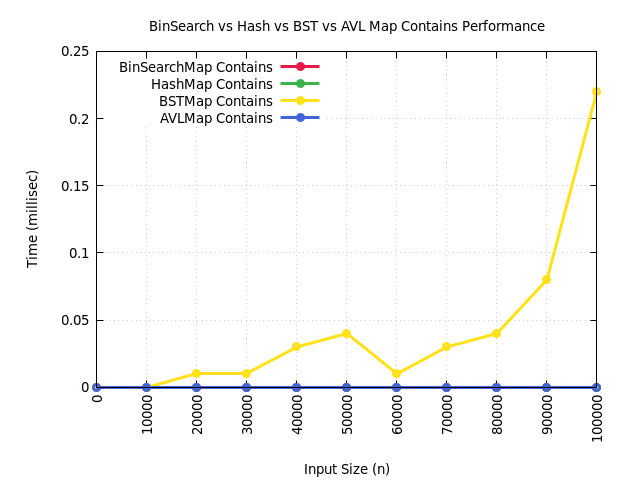 BinSearch vs Hash vs BST vs AVL Map Contains Performance
0.25
0.2
0.15
0.1
0.05
0
Time (millisec)
BinSearchMap Contains
HashMap Contains
BSTMap Contains
AVLMap Contains
0
10000
20000
30000
40000
50000
60000
70000
80000
90000
100000
Input Size (n)